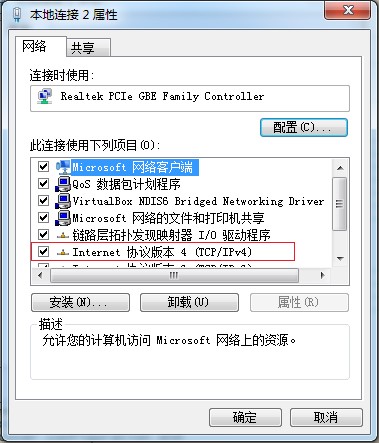 本地连接 2 属性
网络
共享
连接时使用：
Realtek PCIe GBE Family Controller
配置(C)...
此连接使用下列项目(O)：
Microsoft 网络客户端
QoS 数据包计划程序
VirtualBox NDIS6 Bridged Networking Driver
Microsoft 网络的文件和打印机共享
链路层拓扑发现映射器 I/O 驱动程序
Internet 协议版本 4 (TCP/IPv4)
安装(N)...
卸载(U)
属性(R)
描述
允许您的计算机访问 Microsoft 网络上的资源。
确定
取消